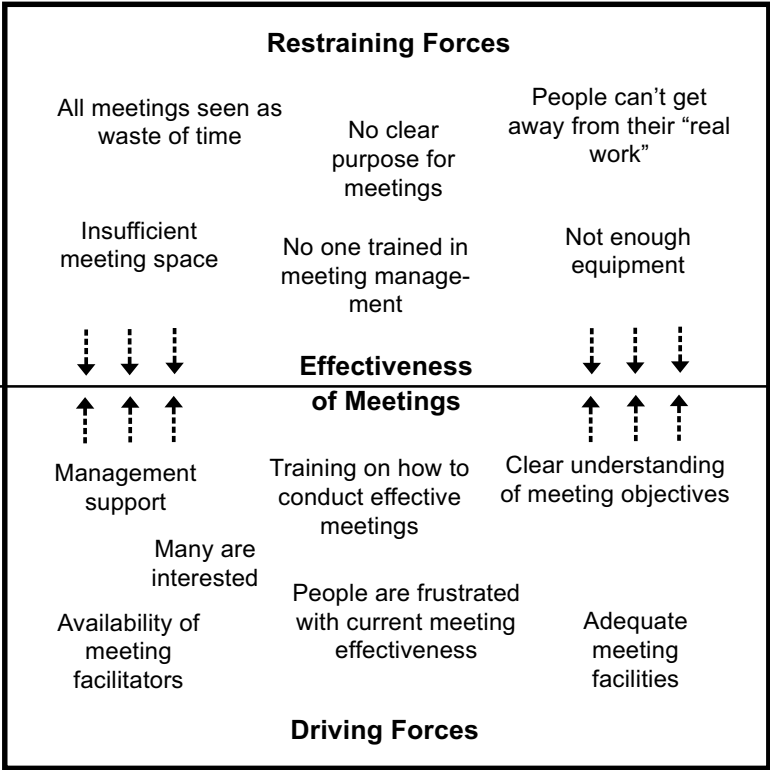 Restraining Forces
All meetings seen as
waste of time
No clear
purpose for
meetings
People can’t get
away from their “real
work”
Insufficient
meeting space
No one trained in
meeting manage-
ment
Not enough
equipment
Effectiveness
of Meetings
Management
support
Training on how to
conduct effective
meetings
Clear understanding
of meeting objectives
Many are
interested
Availability of
meeting
facilitators
People are frustrated
with current meeting
effectiveness
Adequate
meeting
facilities
Driving Forces